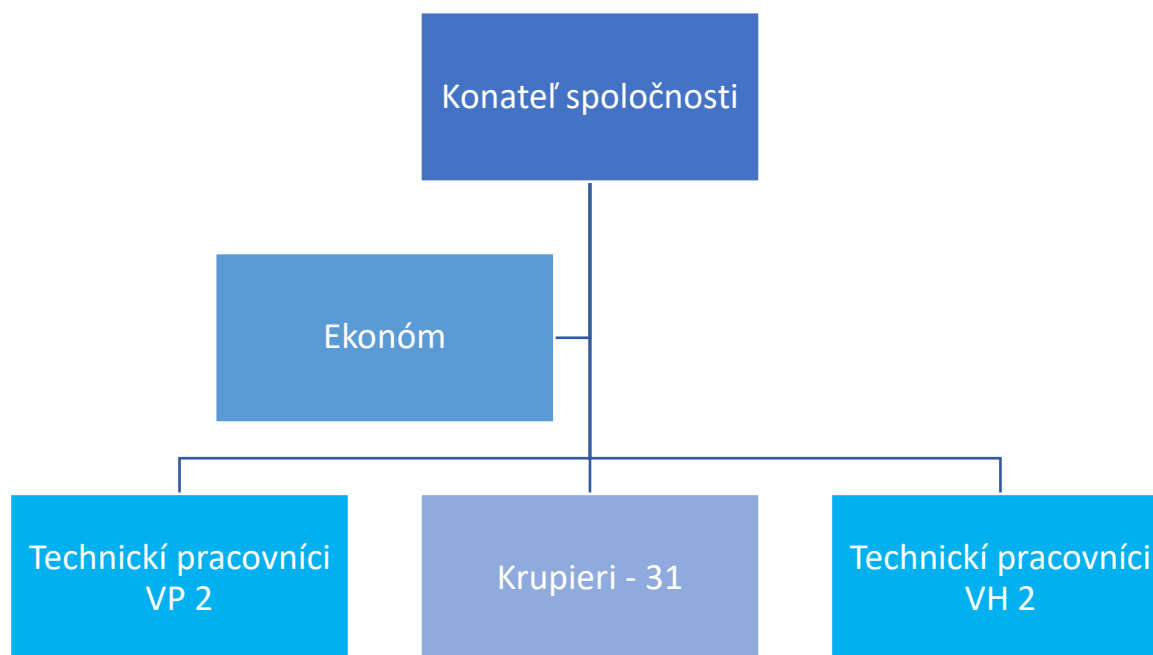 Konateľ spoločnosti
Ekonóm
Technickí pracovníci
VP 2
Krupieri - 31
Technickí pracovníci
VH 2